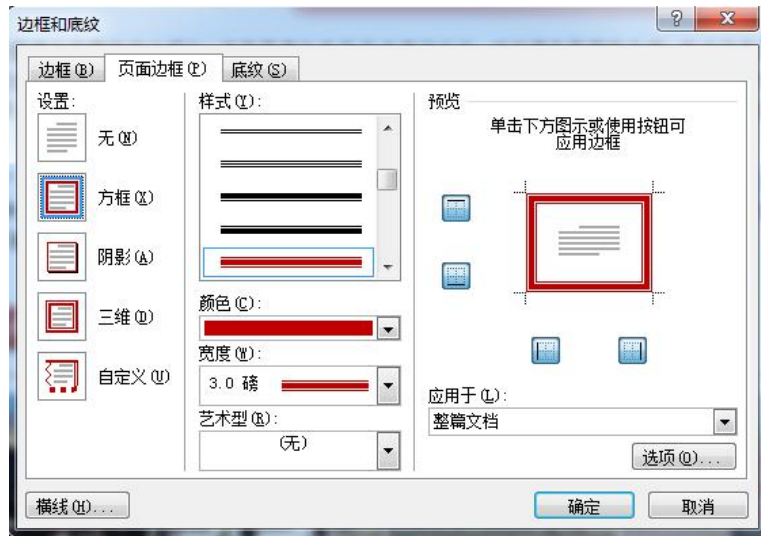 边框和底纹
边框(B) 页面边框(P) 底纹(S)
设置:
无(N)
方框(X)
阴影(A)
三维(D)
自定义(U)
样式(Y):
颜色(C):
宽度(W):
3.0 磅
艺术型(R):
(无)
预览
单击下方图示或使用按钮可
应用边框
应用于(L):
整篇文档
选项(O)...
横线(H)...
确定
取消